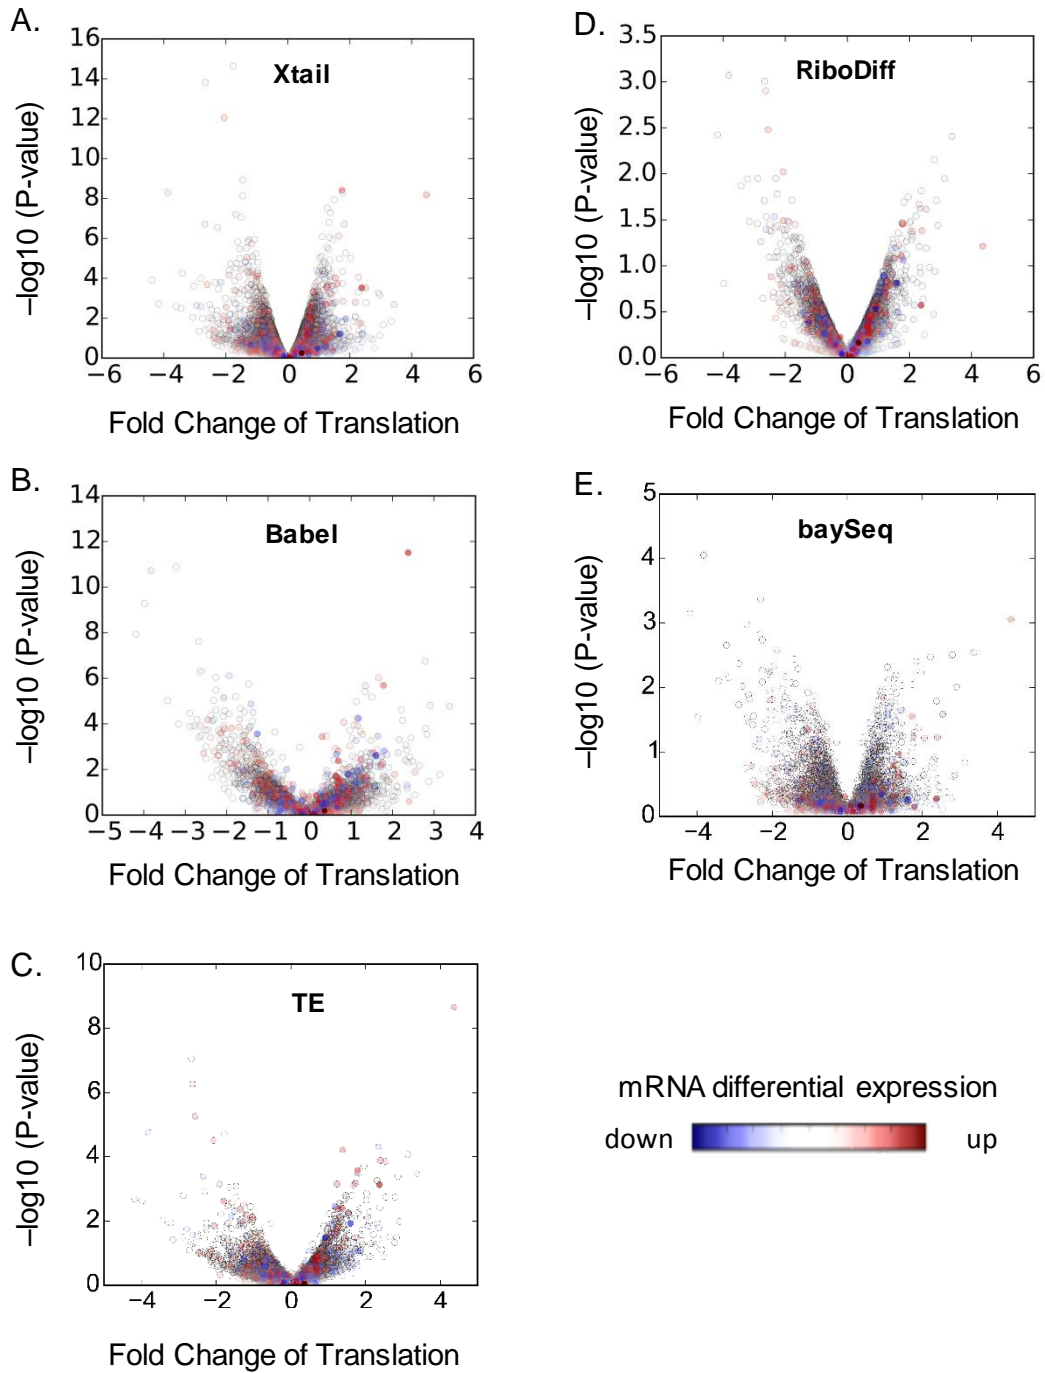 A.
Xtail
–log10 (P-value)
16
14
12
10
8
6
4
2
0
−6 −4 −2 0 2 4 6
Fold Change of Translation
D.
RiboDiff
–log10 (P-value)
3.5
3.0
2.5
2.0
1.5
1.0
0.5
0.0
−6 −4 −2 0 2 4 6
Fold Change of Translation
B.
Babel
–log10 (P-value)
14
12
10
8
6
4
2
0
−5 −4 −3 −2 −1 0 1 2 3 4
Fold Change of Translation
E.
baySeq
–log10 (P-value)
5
4
3
2
1
0
−4 −2 0 2 4
Fold Change of Translation
C.
TE
–log10 (P-value)
10
8
6
4
2
0
−4 −2 0 2 4
Fold Change of Translation
mRNA differential expression
down up